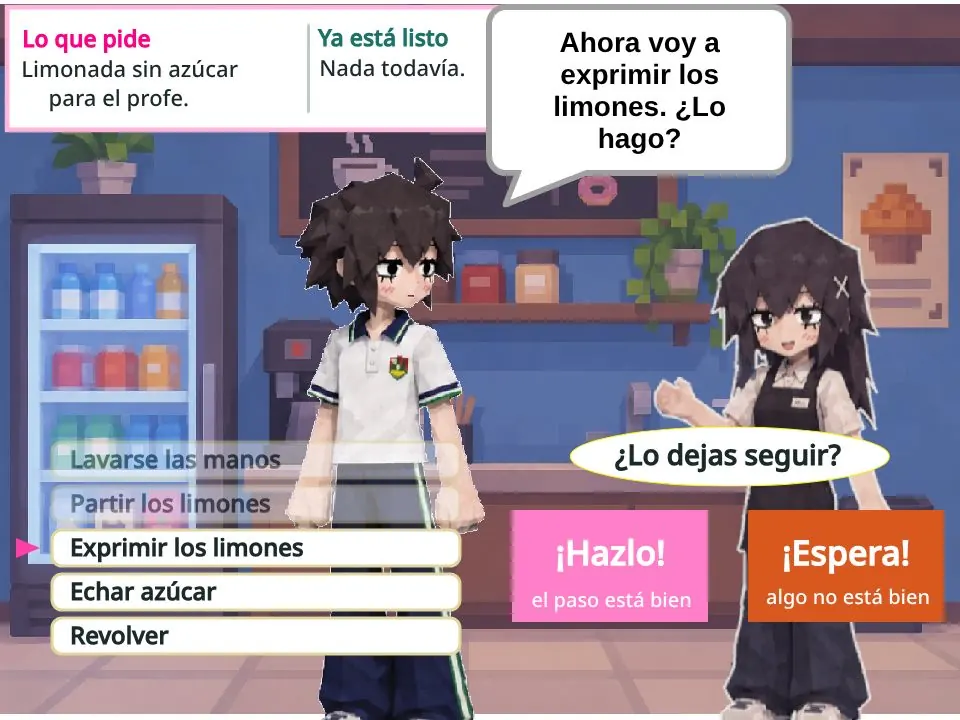 Lo que pide
Limonada sin azúcar
para el profe.
Ya está listo
Nada todavía.
Ahora voy a
exprimir los
limones. ¿Lo
hago?
Lavarse las manos
Partir los limones
Exprimir los limones
Echar azúcar
Revolver
¿Lo dejas seguir?
¡Hazlo!
el paso está bien
¡Espera!
algo no está bien